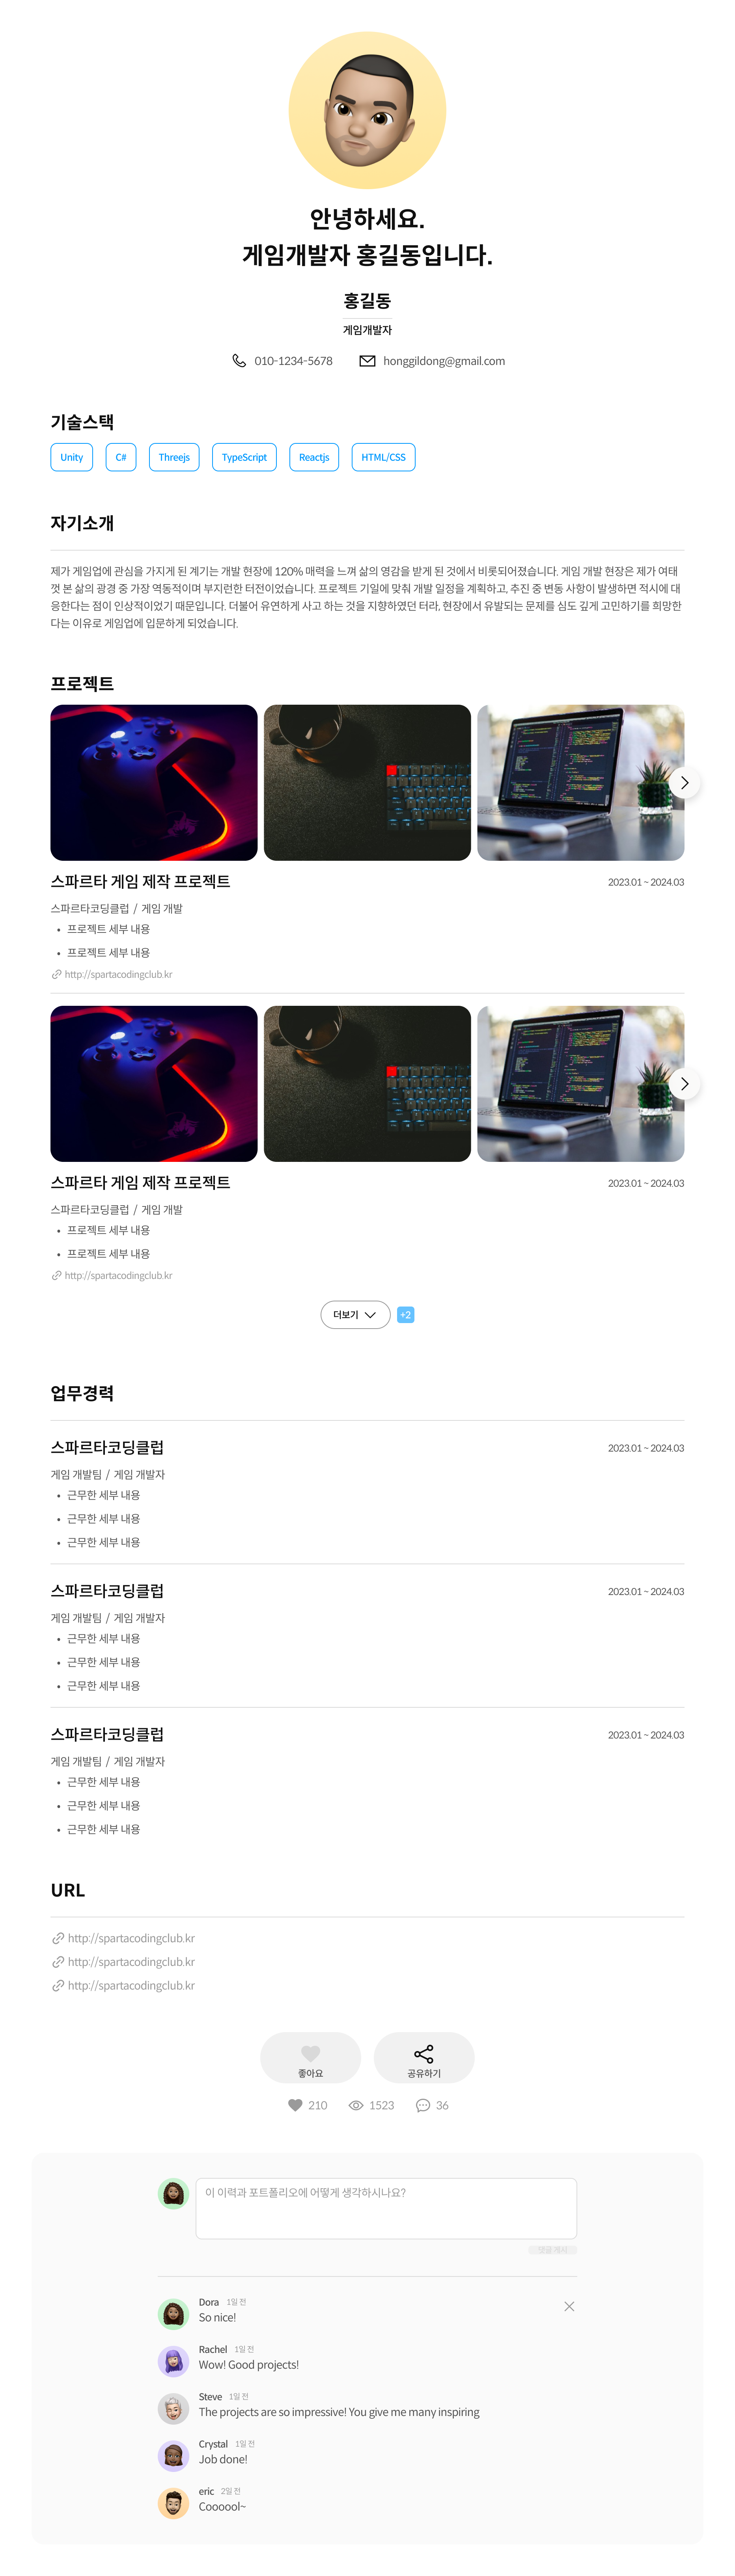 안녕하세요.
게임개발자 홍길동입니다.
홍길동
게임개발자
010-1234-5678 honggildong@gmail.com
기술스택
Unity C# Threejs TypeScript Reactjs HTML/CSS
자기소개
제가 게임업에 관심을 가지게 된 계기는 개발 현장에 120% 매력을 느껴 삶의 영감을 받게 된 것에서 비롯되어졌습니다. 게임 개발 현장은 제가 여태
껏 본 삶의 광경 중 가장 역동적이며 부지런한 터전이었습니다. 프로젝트 기일에 맞춰 개발 일정을 계획하고, 추진 중 변동 사항이 발생하면 적시에 대
응한다는 점이 인상적이었기 때문입니다. 더불어 유연하게 사고 하는 것을 지향하였던 터라, 현장에서 유발되는 문제를 심도 깊게 고민하기를 희망한
다는 이유로 게임업에 입문하게 되었습니다.
프로젝트
스파르타 게임 제작 프로젝트 2023.01 ~ 2024.03
스파르타코딩클럽 / 게임 개발
• 프로젝트 세부 내용
• 프로젝트 세부 내용
http://spartacodingclub.kr
스파르타 게임 제작 프로젝트 2023.01 ~ 2024.03
스파르타코딩클럽 / 게임 개발
• 프로젝트 세부 내용
• 프로젝트 세부 내용
http://spartacodingclub.kr
더보기 +2
업무경력
스파르타코딩클럽 2023.01 ~ 2024.03
게임 개발팀 / 게임 개발자
• 근무한 세부 내용
• 근무한 세부 내용
• 근무한 세부 내용
스파르타코딩클럽 2023.01 ~ 2024.03
게임 개발팀 / 게임 개발자
• 근무한 세부 내용
• 근무한 세부 내용
• 근무한 세부 내용
스파르타코딩클럽 2023.01 ~ 2024.03
게임 개발팀 / 게임 개발자
• 근무한 세부 내용
• 근무한 세부 내용
• 근무한 세부 내용
URL
http://spartacodingclub.kr
http://spartacodingclub.kr
http://spartacodingclub.kr
좋아요 공유하기
210 1523 36
이 이력과 포트폴리오에 어떻게 생각하시나요?
댓글 게시
Dora 1일 전
So nice!
Rachel 1일 전
Wow! Good projects!
Steve 1일 전
The projects are so impressive! You give me many inspiring
Crystal 1일 전
Job done!
eric 2일 전
Coooool~